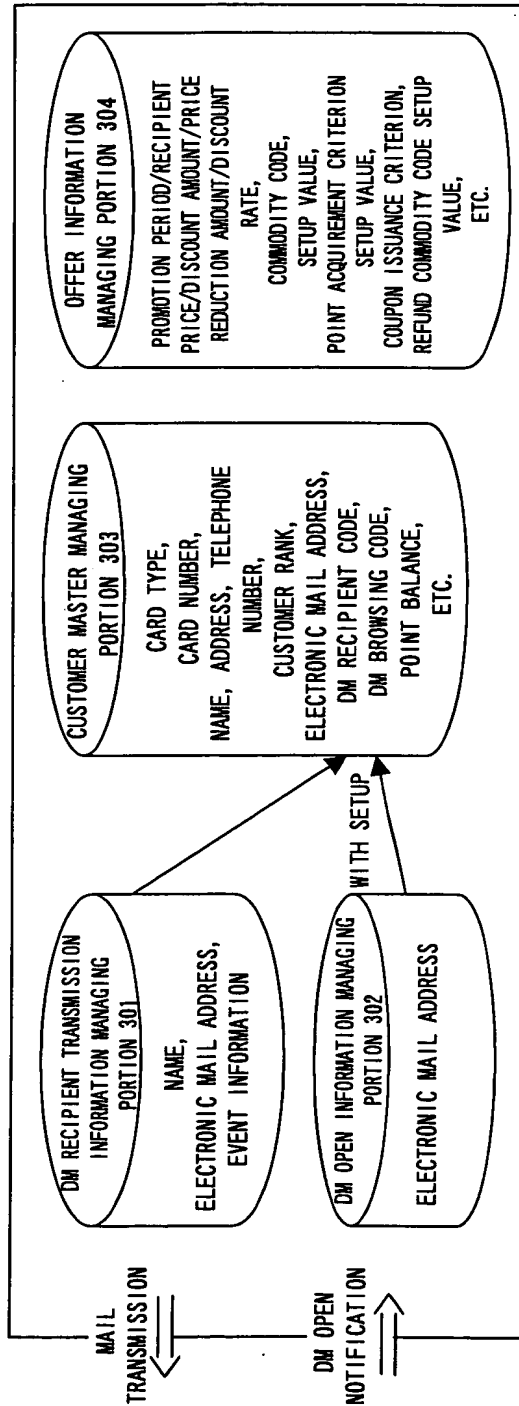 MAIL
TRANSMISSION
DM OPEN
NOTIFICATION
DM RECIPIENT TRANSMISSION
INFORMATION MANAGING
PORTION 301
NAME,
ELECTRONIC MAIL ADDRESS,
EVENT INFORMATION
DM OPEN INFORMATION MANAGING
PORTION 302
ELECTRONIC MAIL ADDRESS
WITH SETUP
CUSTOMER MASTER MANAGING
PORTION 303
CARD TYPE,
CARD NUMBER,
NAME, ADDRESS, TELEPHONE
NUMBER,
CUSTOMER RANK,
ELECTRONIC MAIL ADDRESS,
DM RECIPIENT CODE,
DM BROWSING CODE,
POINT BALANCE,
ETC.
OFFER INFORMATION
MANAGING PORTION 304
PROMOTION PERIOD/RECIPIENT
PRICE/DISCOUNT AMOUNT/PRICE
REDUCTION AMOUNT/DISCOUNT
RATE,
COMMODITY CODE,
SETUP VALUE,
POINT ACQUIREMENT CRITERION
SETUP VALUE,
COUPON ISSUANCE CRITERION,
REFUND COMMODITY CODE SETUP
VALUE,
ETC.